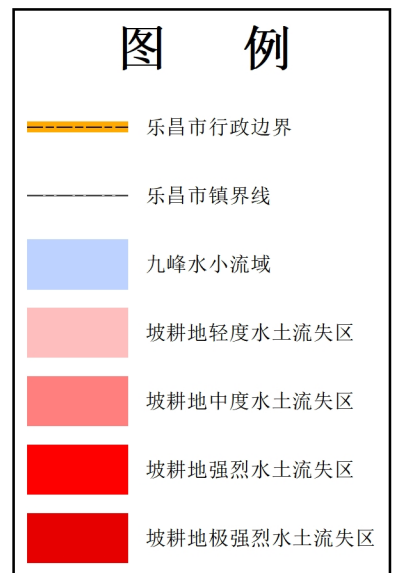 图 例
乐昌市行政边界
乐昌市镇界线
九峰水小流域
坡耕地轻度水土流失区
坡耕地中度水土流失区
坡耕地强烈水土流失区
坡耕地极强烈水土流失区